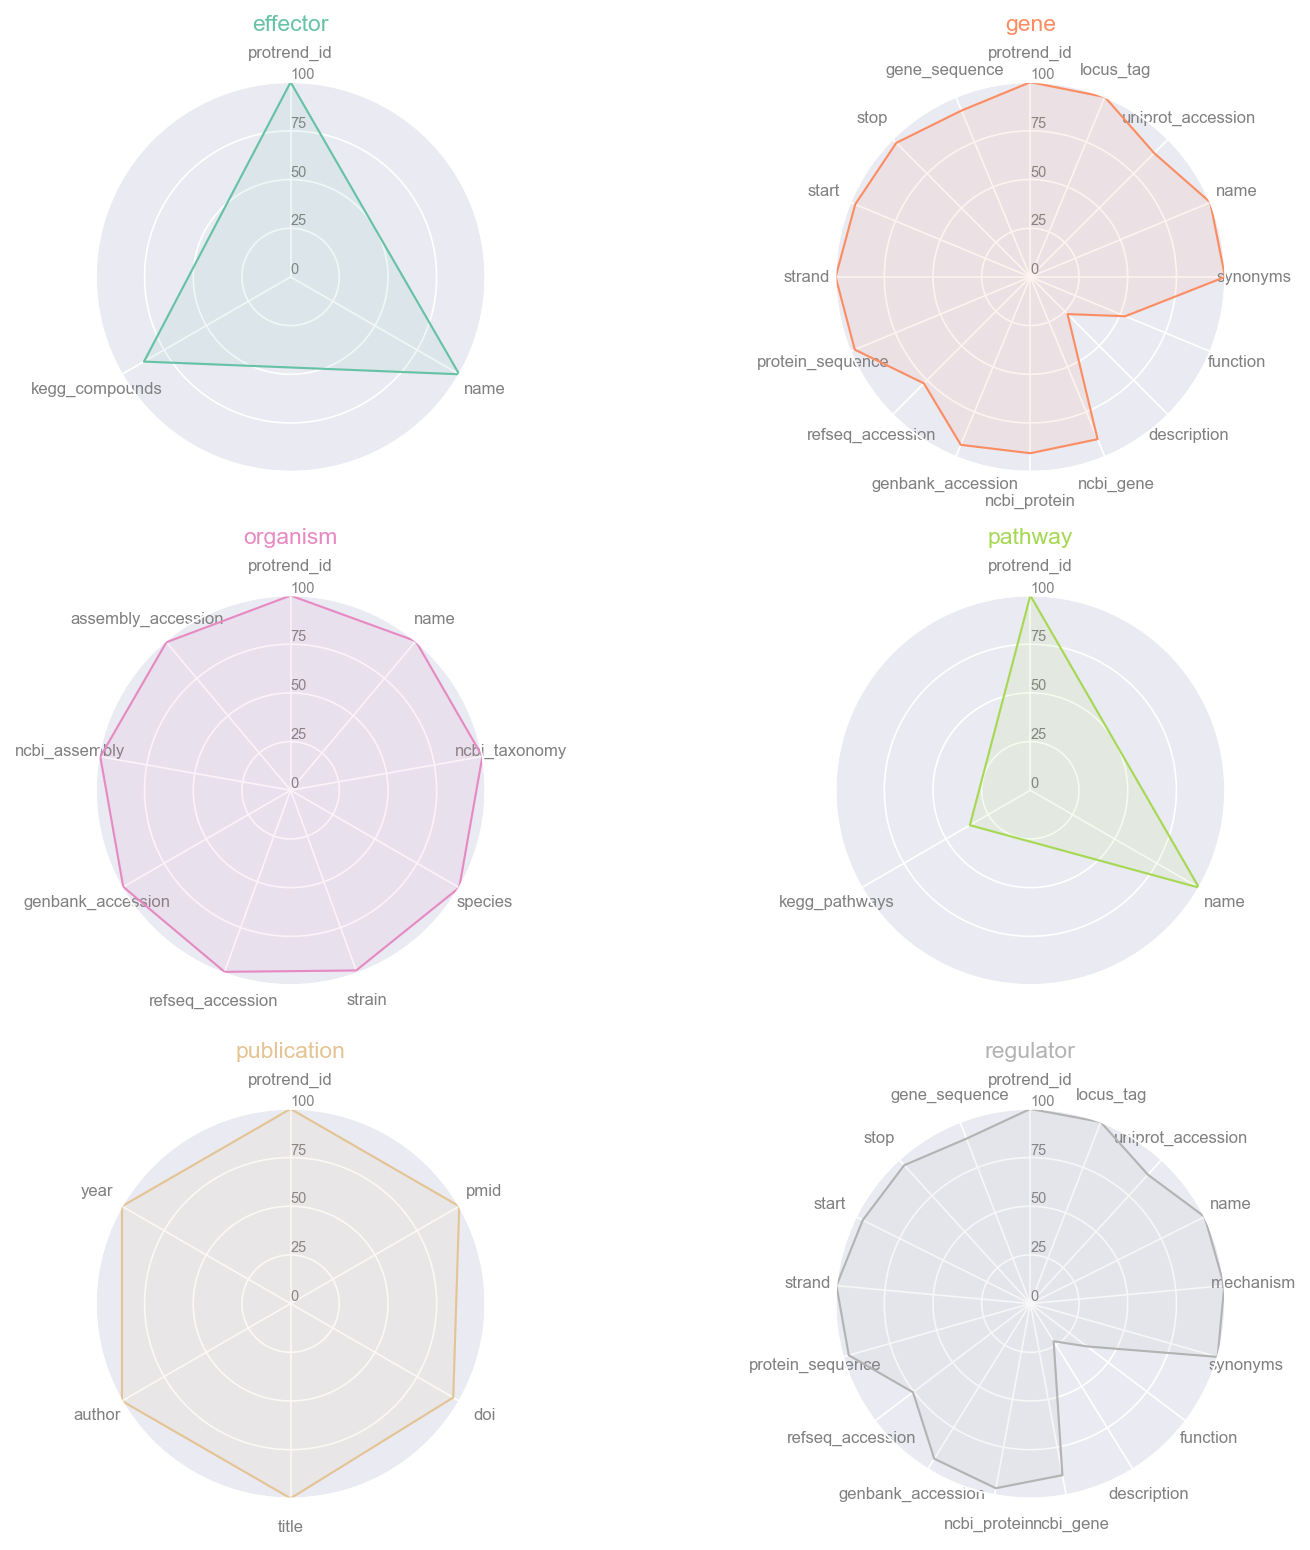 effector
protrend_id
100
75
50
25
0
kegg_compounds
name
gene
protrend_id
gene_sequence
locus_tag
100
stop
uniprot_accession
75
50
start
name
25
0
strand
synonyms
protein_sequence
function
refseq_accession
description
genbank_accession
ncbi_gene
ncbi_protein
organism
protrend_id
100
assembly_accession
name
75
50
ncbi_assembly
ncbi_taxonomy
25
0
genbank_accession
species
refseq_accession
strain
pathway
protrend_id
100
75
50
25
0
kegg_pathways
name
publication
protrend_id
100
75
year
pmid
50
25
0
author
doi
title
regulator
protrend_id
gene_sequence
locus_tag
100
stop
uniprot_accession
75
start
name
50
25
strand
mechanism
0
protein_sequence
synonyms
refseq_accession
function
genbank_accession
description
ncbi_protein
ncbi_gene